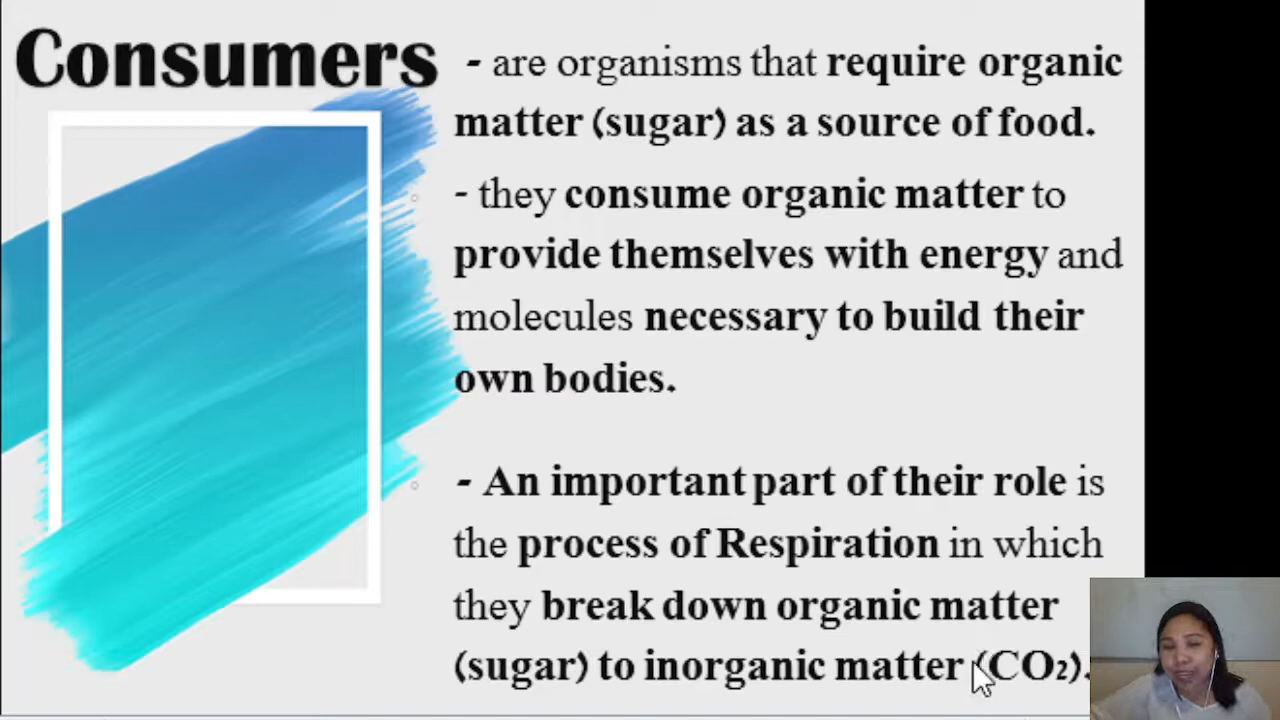 Consumers
- are organisms that require organic
matter (sugar) as a source of food.
- they consume organic matter to
provide themselves with energy and
molecules necessary to build their
own bodies.
- An important part of their role is
the process of Respiration in which
they break down organic matter
(sugar) to inorganic matter (CO₂).